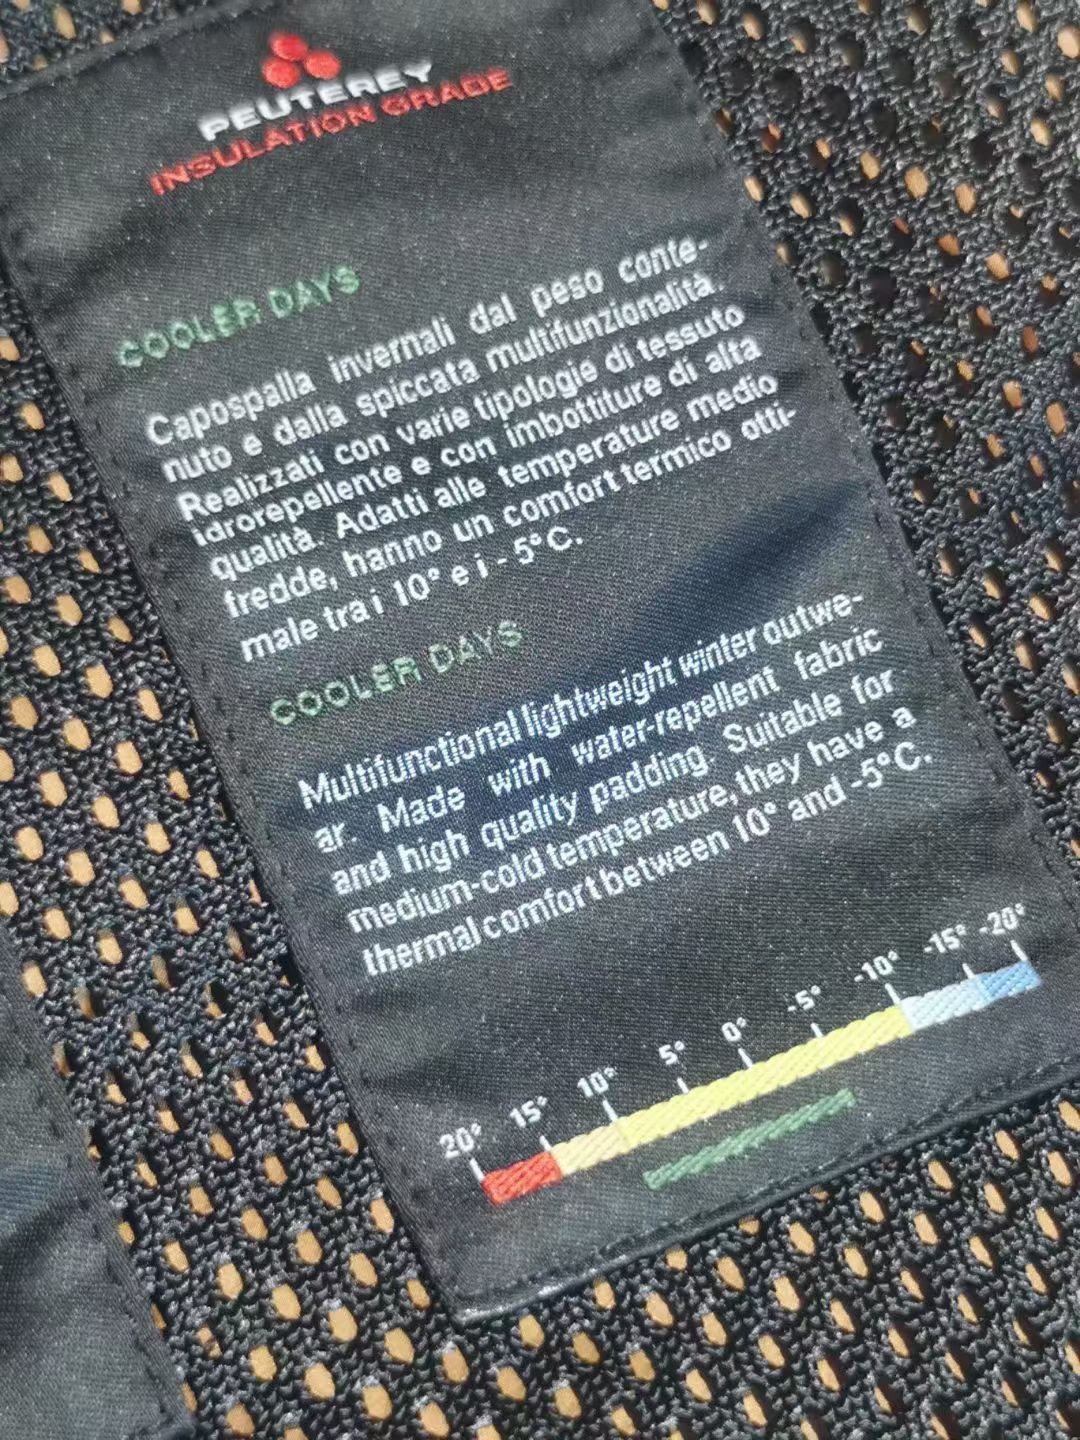 PEUTEREY
INSULATION GRADE
COOLER DAYS
Capospalla invernali dal peso conte-
nuto e dalla spiccata multifunzionalità.
Realizzati con varie tipologie di tessuto
idrorepellente e con imbottiture di alta
qualità. Adatti alle temperature medio
fredde, hanno un comfort termico otti-
male tra i 10° e i - 5°C.
COOLER DAYS
Multifunctional lightweight winter outwe-
ar. Made with water-repellent fabric
and high quality padding. Suitable for
medium-cold temperature, they have a
thermal comfort between 10° and -5°C.
20° 15° 10° 5° 0° -5° -10° -15° -20°